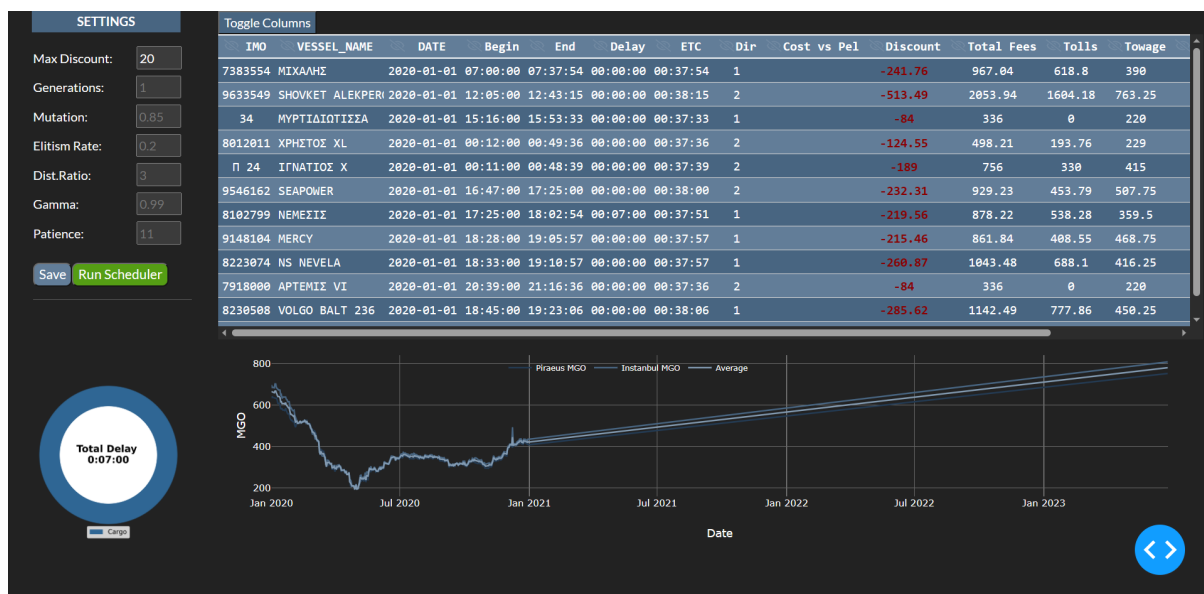 SETTINGS
Max Discount: 20
Generations: 1
Mutation: 0.85
Elitism Rate: 0.2
Dist.Ratio: 3
Gamma: 0.99
Patience: 11
Save Run Scheduler
Toggle Columns
IMO VESSEL_NAME DATE Begin End Delay ETC Dir Cost vs Pel Discount Total Fees Tolls Towage
7383554 ΜΙΧΑΛΗΣ 2020-01-01 07:00:00 07:37:54 00:00:00 00:37:54 1 -241.76 967.04 618.8 390
9633549 SHOVKET ALEKPER 2020-01-01 12:05:00 12:43:15 00:00:00 00:38:15 2 -513.49 2053.94 1604.18 763.25
34 ΜΥΡΤΙΔΙΩΤΙΣΣΑ 2020-01-01 15:16:00 15:53:33 00:00:00 00:37:33 1 -84 336 0 220
8012011 ΧΡΗΣΤΟΣ XL 2020-01-01 00:12:00 00:49:36 00:00:00 00:37:36 2 -124.55 498.21 193.76 229
Π 24 ΙΓΝΑΤΙΟΣ Χ 2020-01-01 00:11:00 00:48:39 00:00:00 00:37:39 2 -189 756 330 415
9546162 SEAPOWER 2020-01-01 16:47:00 17:25:00 00:00:00 00:38:00 2 -232.31 929.23 453.79 507.75
8102799 ΝΕΜΕΣΙΣ 2020-01-01 17:25:00 18:02:54 00:07:00 00:37:51 1 -219.56 878.22 538.28 359.5
9148104 MERCY 2020-01-01 18:28:00 19:05:57 00:00:00 00:37:57 1 -215.46 861.84 408.55 468.75
8223074 NS NEVELA 2020-01-01 18:33:00 19:10:57 00:00:00 00:37:57 1 -260.87 1043.48 688.1 416.25
7918000 ΑΡΤΕΜΙΣ VI 2020-01-01 20:39:00 21:16:36 00:00:00 00:37:36 2 -84 336 0 220
8230508 VOLGO BALT 236 2020-01-01 18:45:00 19:23:06 00:00:00 00:38:06 1 -285.62 1142.49 777.86 450.25
Total Delay
0:07:00
Cargo
Piraeus MGO Instanbul MGO Average
MGO
800
600
400
200
Jan 2020 Jul 2020 Jan 2021 Jul 2021 Jan 2022 Jul 2022 Jan 2023
Date